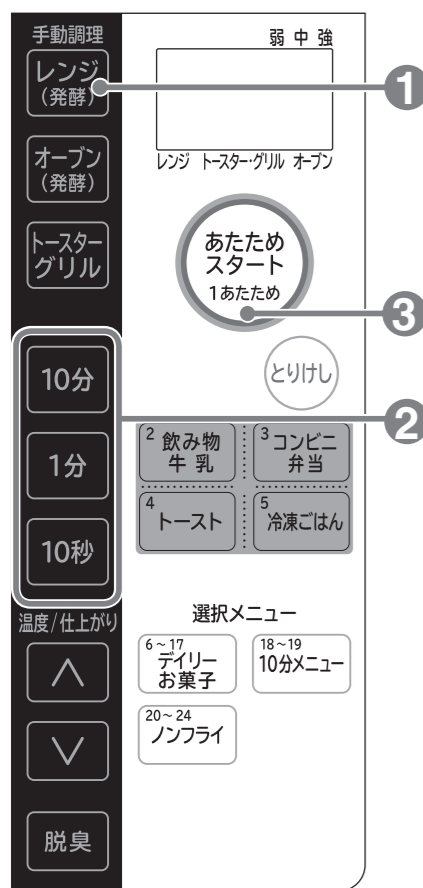 手動調理
レンジ
(発酵)
オーブン
(発酵)
トースター
グリル
10分
1分
10秒
温度/仕上がり
脱臭
弱 中 強
レンジ トースター・グリル オーブン
あたため
スタート
1あたため
とりけし
2 飲み物
牛乳
3 コンビニ
弁当
4
トースト
5
冷凍ごはん
選択メニュー
6~17
デイリー
お菓子
18~19
10分メニュー
20~24
ノンフライ
1
3
2